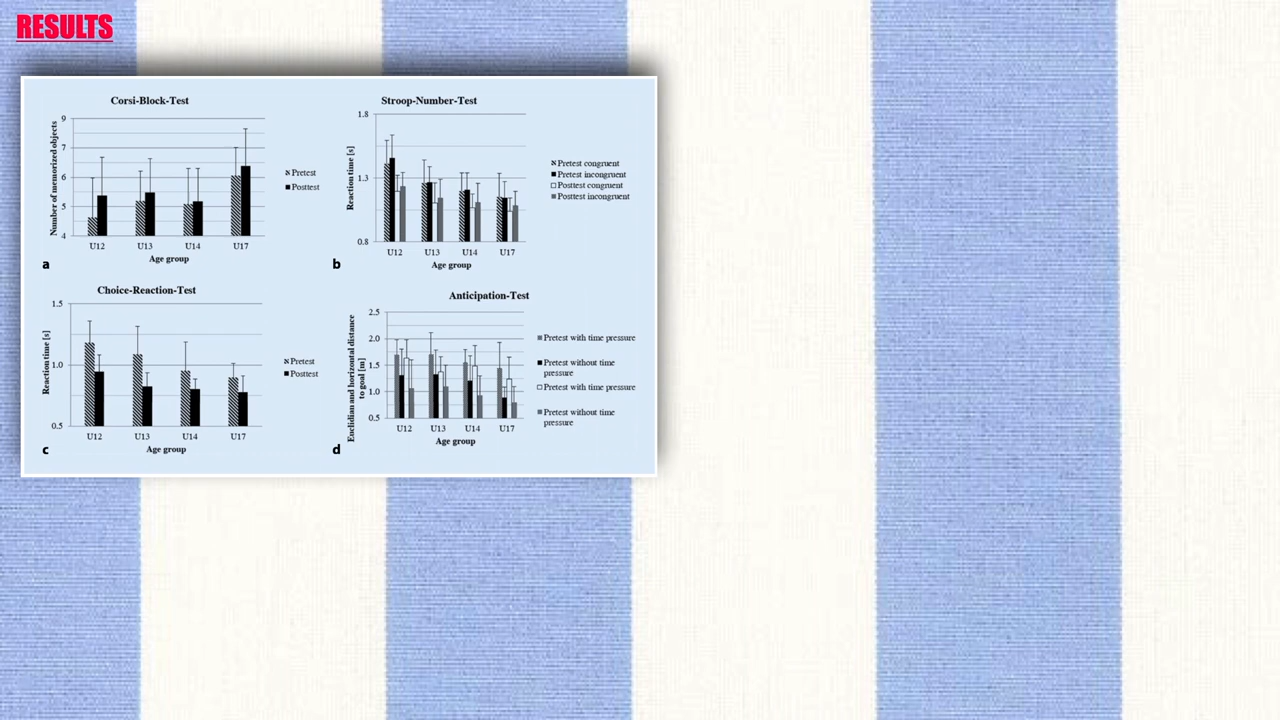 RESULTS
Corsi-Block-Test
Number of memorized objects
9
7
6
5
4
U12 U13 U14 U17
Age group
Pretest
Posttest
a
Stroop-Number-Test
Reaction time [s]
1.8
1.3
0.8
U12 U13 U14 U17
Age group
Pretest congruent
Pretest incongruent
Posttest congruent
Posttest incongruent
b
Choice-Reaction-Test
Reaction time [s]
1.5
1.0
0.5
U12 U13 U14 U17
Age group
Pretest
Posttest
c
Anticipation-Test
Euclidian and horizontal distance
to goal [m]
2.5
2.0
1.5
1.0
0.5
U12 U13 U14 U17
Age group
Pretest with time pressure
Pretest without time
pressure
Pretest with time pressure
Pretest without time
pressure
d